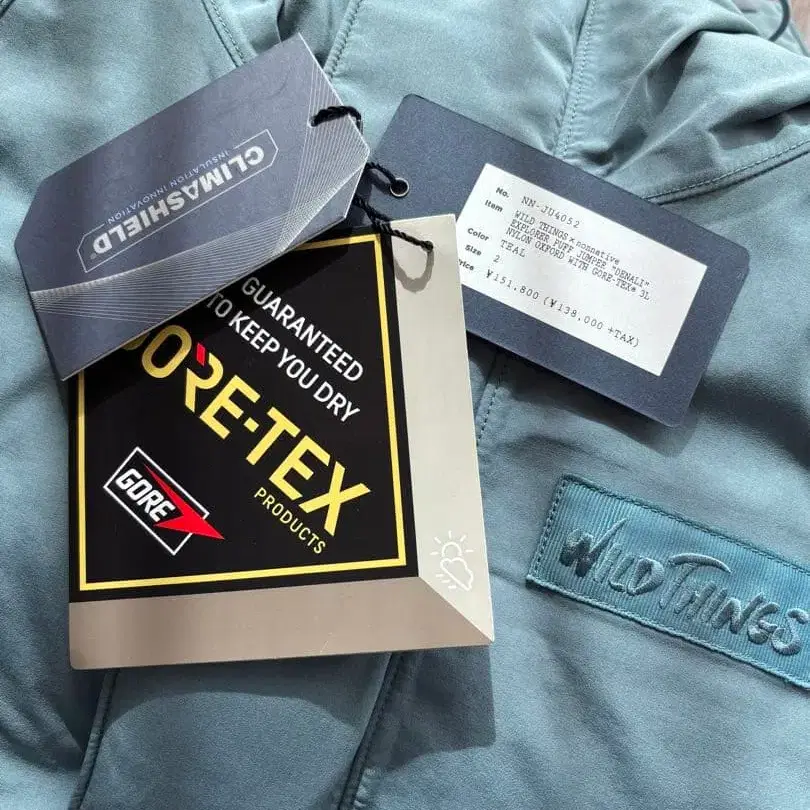 CLIMASHIELD®
INSULATION INNOVATION
GUARANTEED
TO KEEP YOU DRY
GORE-TEX
PRODUCTS
GORE
No. NN-JU4052
Item WILD THINGS × nonnative
EXPLORER PUFF JUMPER "DENALI"
NYLON OXFORD WITH GORE-TEX® 3L
Color TEAL
Size 2
Price ¥151,800 (¥138,000 +TAX)
WILD THINGS